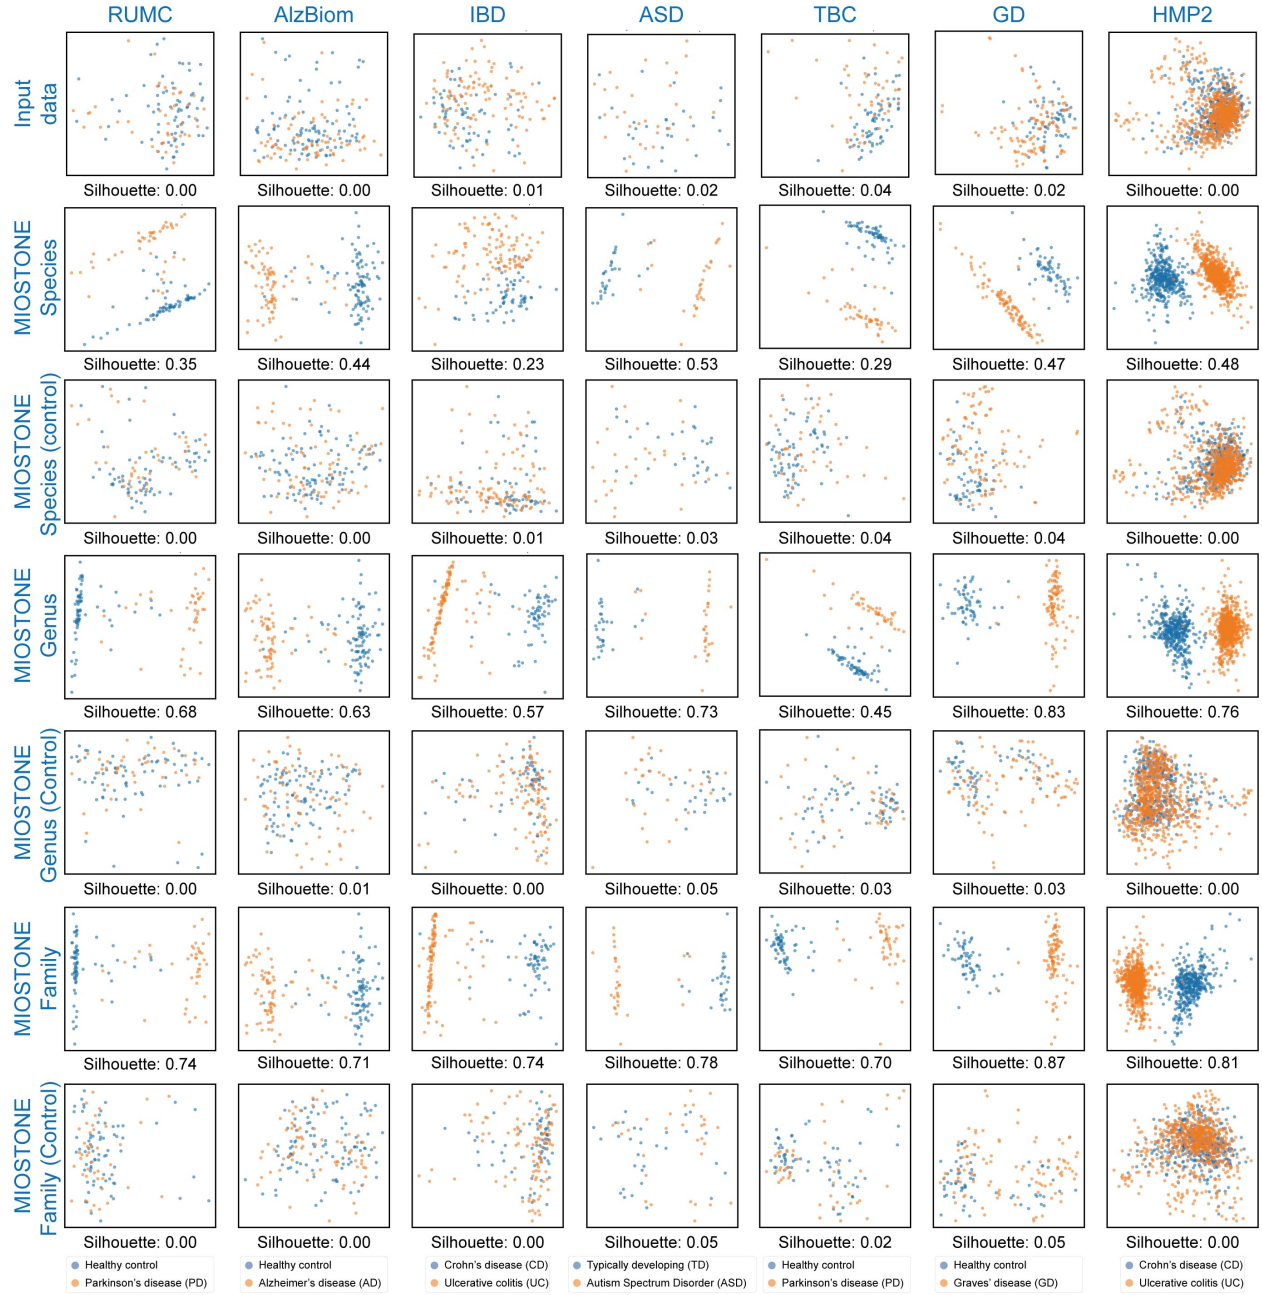 RUMC AlzBiom IBD ASD TBC GD HMP2
Input
data
Silhouette: 0.00 Silhouette: 0.00 Silhouette: 0.01 Silhouette: 0.02 Silhouette: 0.04 Silhouette: 0.02 Silhouette: 0.00
MIOSTONE
Species
Silhouette: 0.35 Silhouette: 0.44 Silhouette: 0.23 Silhouette: 0.53 Silhouette: 0.29 Silhouette: 0.47 Silhouette: 0.48
MIOSTONE
Species (control)
Silhouette: 0.00 Silhouette: 0.00 Silhouette: 0.01 Silhouette: 0.03 Silhouette: 0.04 Silhouette: 0.04 Silhouette: 0.00
MIOSTONE
Genus
Silhouette: 0.68 Silhouette: 0.63 Silhouette: 0.57 Silhouette: 0.73 Silhouette: 0.45 Silhouette: 0.83 Silhouette: 0.76
MIOSTONE
Genus (Control)
Silhouette: 0.00 Silhouette: 0.01 Silhouette: 0.00 Silhouette: 0.05 Silhouette: 0.03 Silhouette: 0.03 Silhouette: 0.00
MIOSTONE
Family
Silhouette: 0.74 Silhouette: 0.71 Silhouette: 0.74 Silhouette: 0.78 Silhouette: 0.70 Silhouette: 0.87 Silhouette: 0.81
MIOSTONE
Family (Control)
Silhouette: 0.00 Silhouette: 0.00 Silhouette: 0.00 Silhouette: 0.05 Silhouette: 0.02 Silhouette: 0.05 Silhouette: 0.00
Healthy control Healthy control Crohn's disease (CD) Typically developing (TD) Healthy control Healthy control Crohn's disease (CD)
Parkinson's disease (PD) Alzheimer's disease (AD) Ulcerative colitis (UC) Autism Spectrum Disorder (ASD) Parkinson's disease (PD) Graves' disease (GD) Ulcerative colitis (UC)